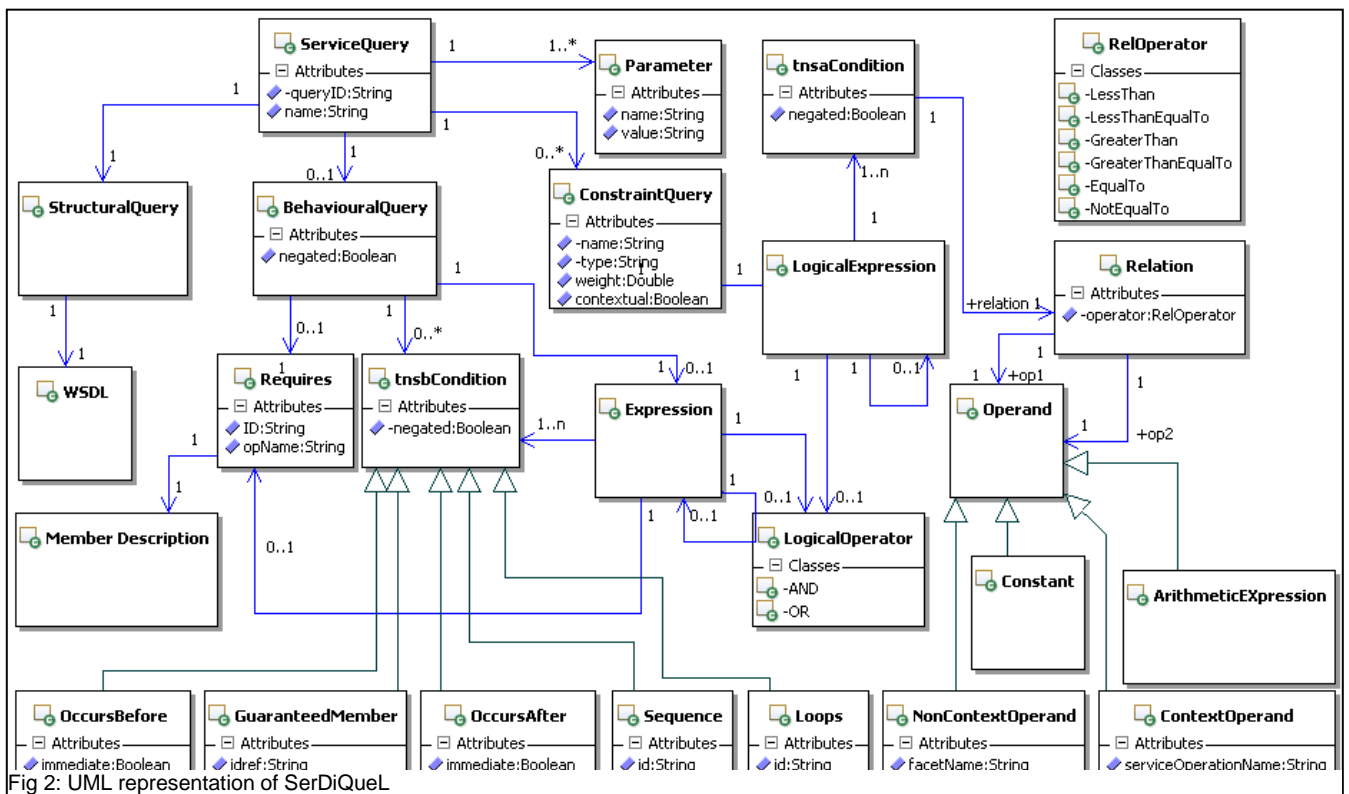 ServiceQuery
Attributes
-queryID:String
name:String
1
1..*
Parameter
Attributes
name:String
value:String
tnsaCondition
Attributes
negated:Boolean
1
RelOperator
Classes
-LessThan
-LessThanEqualTo
-GreaterThan
-GreaterThanEqualTo
-EqualTo
-NotEqualTo
1
1
1
0..1
1
0..*
1..n
1
StructuralQuery
BehaviouralQuery
Attributes
negated:Boolean
1
ConstraintQuery
Attributes
-name:String
-type:String
1
weight:Double
contextual:Boolean
1
LogicalExpression
Relation
Attributes
-operator:RelOperator
+relation 1
1
1
0..1
1
0..*
1
1
0..1
1
1
0..1
1
1
+op1
1
1
+op2
WSDL
Requires
Attributes
ID:String
opName:String
tnsbCondition
Attributes
-negated:Boolean
1..n
Expression
1
1
0..1
0..1
0..1
1
Operand
1
1
Member Description
0..1
LogicalOperator
Classes
-AND
-OR
Constant
ArithmeticEXpression
OccursBefore
Attributes
immediate:Boolean
GuaranteedMember
Attributes
idref:String
OccursAfter
Attributes
immediate:Boolean
Sequence
Attributes
id:String
Loops
Attributes
id:String
NonContextOperand
Attributes
facetName:String
ContextOperand
Attributes
serviceOperationName:String
Fig 2: UML representation of SerDiQueL